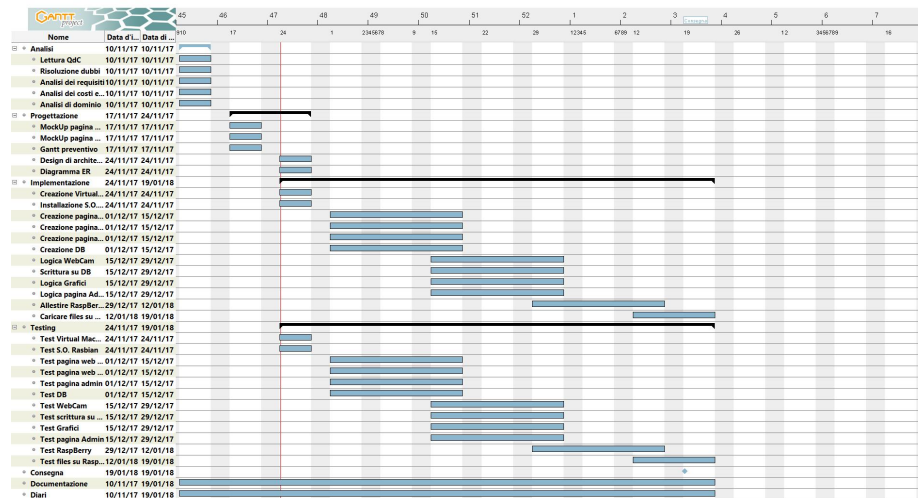 GANTT project
45 46 47 48 49 50 51 52 1 2 3 4 5 6 7
Consegna
Nome Data d'i... Data di ...
910 17 24 1 2345678 9 15 22 29 12345 6789 12 19 26 12 3456789 16
Analisi 10/11/17 10/11/17
Lettura QdC 10/11/17 10/11/17
Risoluzione dubbi 10/11/17 10/11/17
Analisi dei requisiti 10/11/17 10/11/17
Analisi dei costi e... 10/11/17 10/11/17
Analisi di dominio 10/11/17 10/11/17
Progettazione 17/11/17 24/11/17
MockUp pagina ... 17/11/17 17/11/17
MockUp pagina ... 17/11/17 17/11/17
Gantt preventivo 17/11/17 17/11/17
Design di archite... 24/11/17 24/11/17
Diagramma ER 24/11/17 24/11/17
Implementazione 24/11/17 19/01/18
Creazione Virtual... 24/11/17 24/11/17
Installazione S.O.... 24/11/17 24/11/17
Creazione pagina... 01/12/17 15/12/17
Creazione pagina... 01/12/17 15/12/17
Creazione pagina... 01/12/17 15/12/17
Creazione DB 01/12/17 15/12/17
Logica WebCam 15/12/17 29/12/17
Scrittura su DB 15/12/17 29/12/17
Logica Grafici 15/12/17 29/12/17
Logica pagina Ad... 15/12/17 29/12/17
Allestire RaspBer... 29/12/17 12/01/18
Caricare files su ... 12/01/18 19/01/18
Testing 24/11/17 19/01/18
Test Virtual Mac... 24/11/17 24/11/17
Test S.O. Rasbian 24/11/17 24/11/17
Test pagina web ... 01/12/17 15/12/17
Test pagina web ... 01/12/17 15/12/17
Test pagina admin 01/12/17 15/12/17
Test DB 01/12/17 15/12/17
Test WebCam 15/12/17 29/12/17
Test scrittura su ... 15/12/17 29/12/17
Test Grafici 15/12/17 29/12/17
Test pagina Admin 15/12/17 29/12/17
Test RaspBerry 29/12/17 12/01/18
Test files su Rasp... 12/01/18 19/01/18
Consegna 19/01/18 19/01/18
Documentazione 10/11/17 19/01/18
Diari 10/11/17 19/01/18